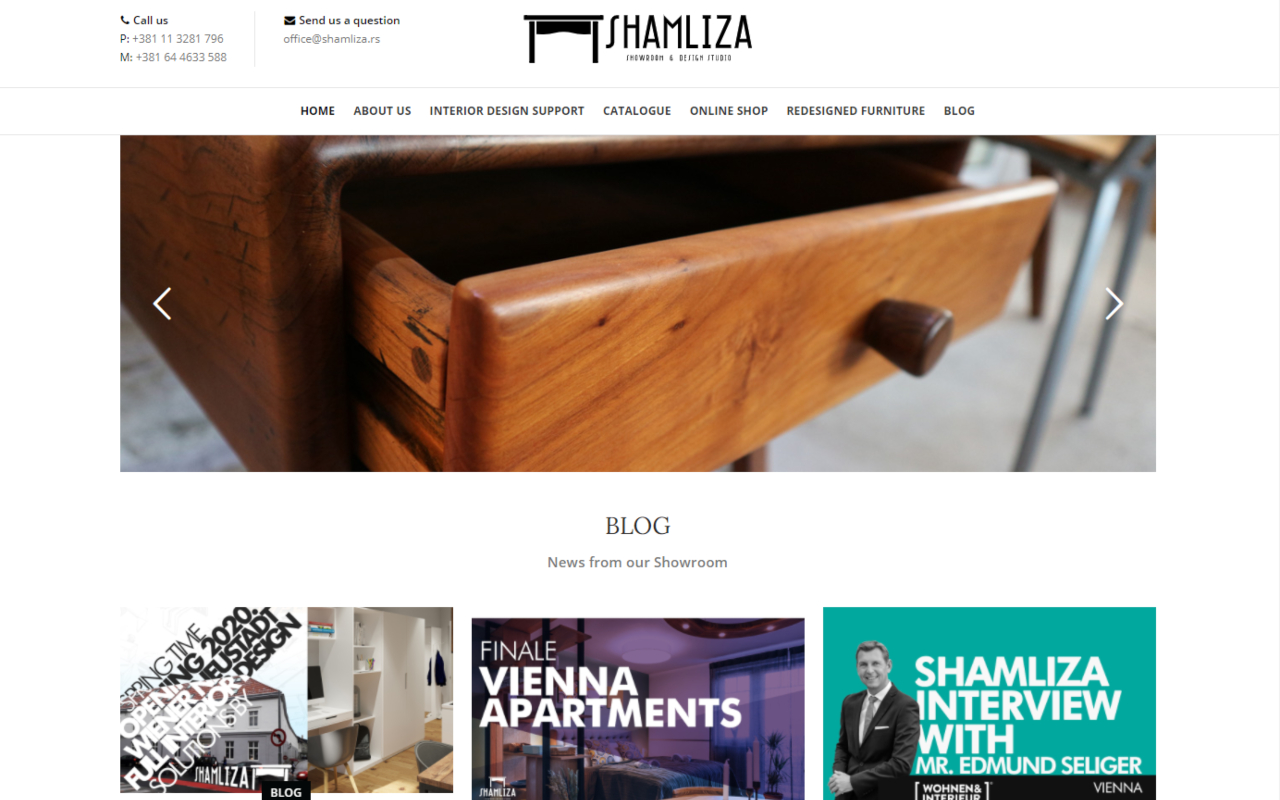 Call us
P: +381 11 3281 796
M: +381 64 4633 588
Send us a question
office@shamliza.rs
SHAMLIZA
SHOWROOM & DESIGN STUDIO
HOME
ABOUT US
INTERIOR DESIGN SUPPORT
CATALOGUE
ONLINE SHOP
REDESIGNED FURNITURE
BLOG
BLOG
News from our Showroom
SPRING TIME
OPENING 2020:
WIENER NEUSTADT
FULL INTERIOR DESIGN
SOLUTIONS BY
SHAMLIZA
BLOG
FINALE
VIENNA
APARTMENTS
SHAMLIZA
SHAMLIZA
INTERVIEW
WITH
MR. EDMUND SELIGER
[WOHNEN&
INTERIEUR]
VIENNA